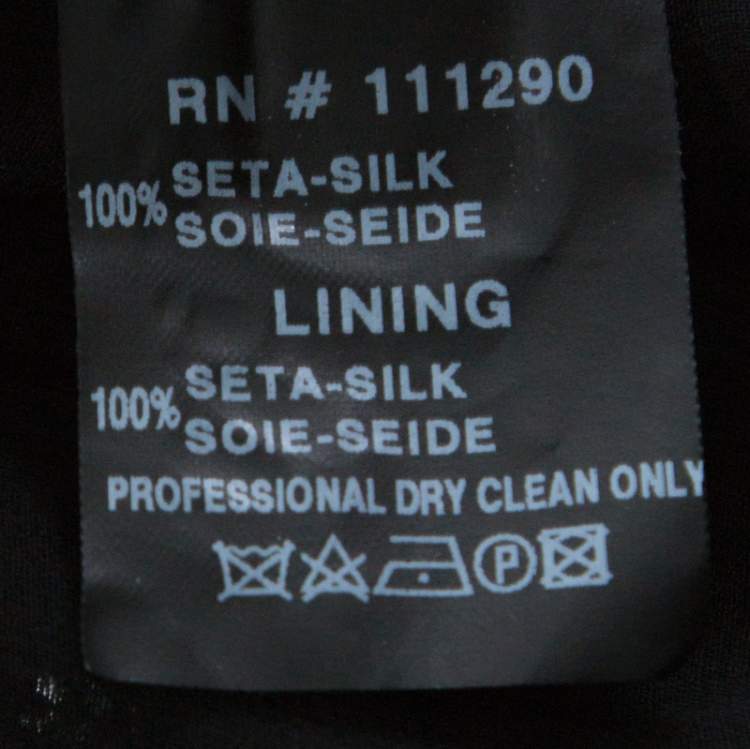 RN # 111290
100% SETA-SILK
SOIE-SEIDE
LINING
100% SETA-SILK
SOIE-SEIDE
PROFESSIONAL DRY CLEAN ONLY
P